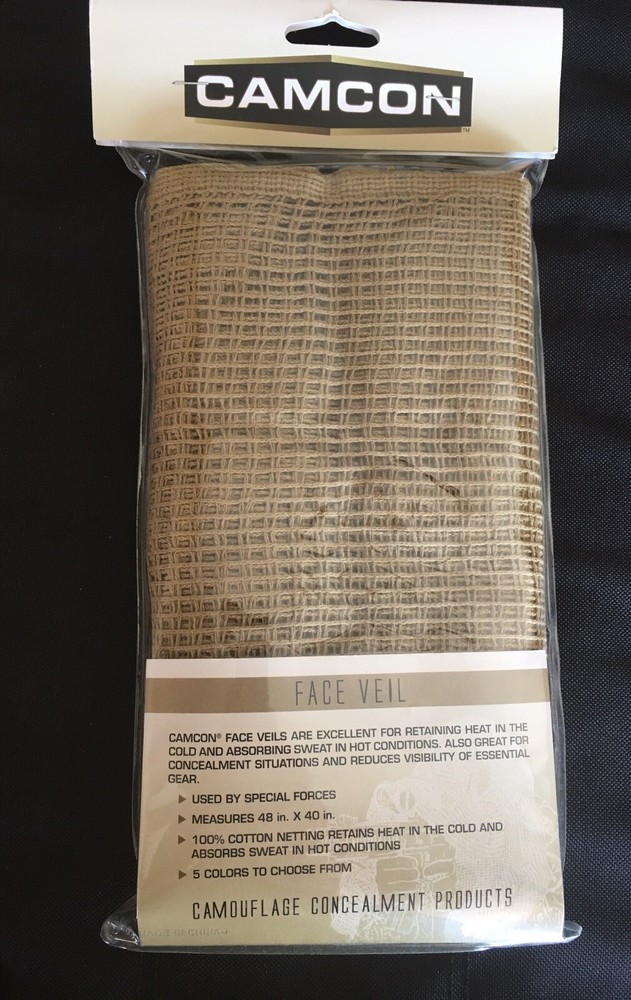 CAMCON™
FACE VEIL
CAMCON® FACE VEILS ARE EXCELLENT FOR RETAINING HEAT IN THE
COLD AND ABSORBING SWEAT IN HOT CONDITIONS. ALSO GREAT FOR
CONCEALMENT SITUATIONS AND REDUCES VISIBILITY OF ESSENTIAL
GEAR.
▶ USED BY SPECIAL FORCES
▶ MEASURES 48 in. X 40 in.
▶ 100% COTTON NETTING RETAINS HEAT IN THE COLD AND
ABSORBS SWEAT IN HOT CONDITIONS
▶ 5 COLORS TO CHOOSE FROM
CAMOUFLAGE CONCEALMENT PRODUCTS